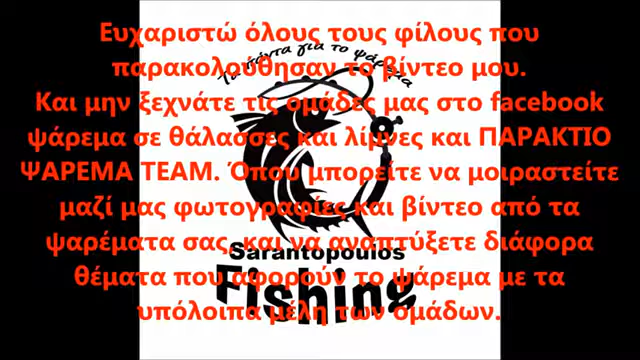 Ευχαριστώ όλους τους φίλους που
Τα πάντα για το ψάρεμα
παρακολούθησαν το βίντεο μου.
Και μην ξεχνάτε τις ομάδες μας στο facebook
ψάρεμα σε θάλασσες και λίμνες και ΠΑΡΑΚΤΙΟ
ΨΑΡΕΜΑ TEAM. Όπου μπορείτε να μοιραστείτε
μαζί μας φωτογραφίες και βίντεο από τα
ψαρέματα σας, και να αναπτύξετε διάφορα
Sarantopoulos
θέματα που αφορούν το ψάρεμα με τα
Fishing
υπόλοιπα μέλη των ομάδων.